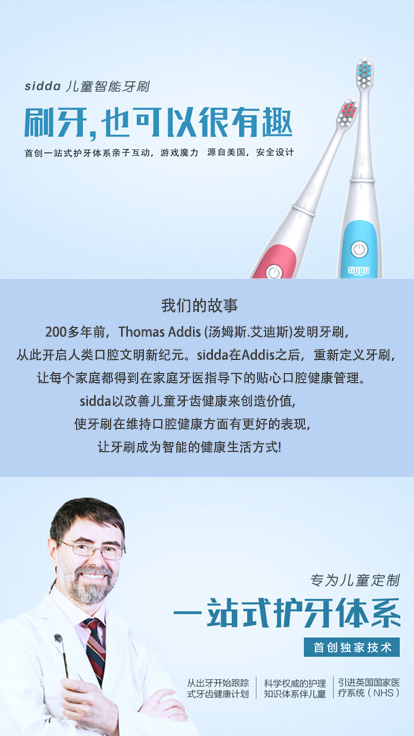 sidda 儿童智能牙刷
刷牙,也可以很有趣
首创一站式护牙体系亲子互动，游戏魔力 源自美国，安全设计
sidda
我们的故事
200多年前，Thomas Addis (汤姆斯.艾迪斯)发明牙刷，
从此开启人类口腔文明新纪元。sidda在Addis之后，重新定义牙刷，
让每个家庭都得到在家庭牙医指导下的贴心口腔健康管理。
sidda以改善儿童牙齿健康来创造价值，
使牙刷在维持口腔健康方面有更好的表现，
让牙刷成为智能的健康生活方式!
专为儿童定制
一站式护牙体系
首创独家技术
从出牙开始跟踪 科学权威的护理 引进英国国家医
式牙齿健康计划 知识体系伴儿童 疗系统（NHS）